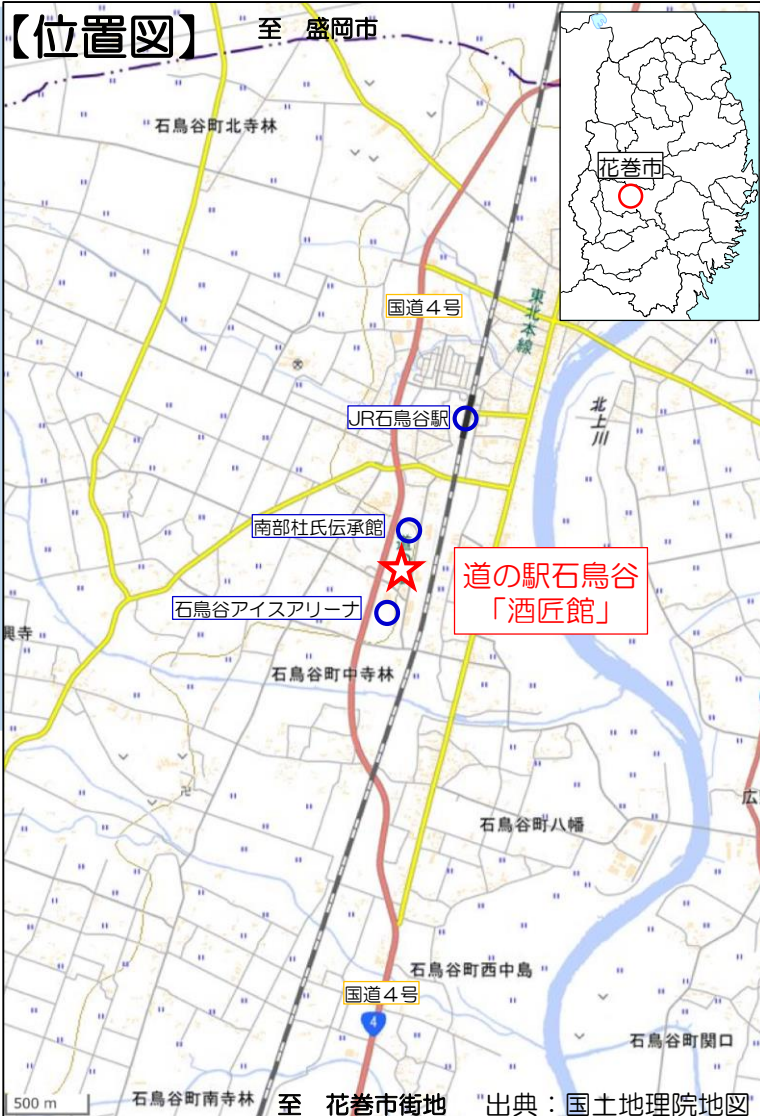 【位置図】
至 盛岡市
石鳥谷町北寺林
花巻市
国道4号
東北本線
JR石鳥谷駅
北上川
南部杜氏伝承館
道の
道の駅石鳥谷
「酒匠館」
石鳥谷アイスアリーナ
興寺
石鳥谷町中寺林
広
石鳥谷町八幡
石鳥谷町西中島
国道4号
4
石鳥谷町関口
500 m
石鳥谷町南寺林
至 花巻市街地
出典:国土地理院地図